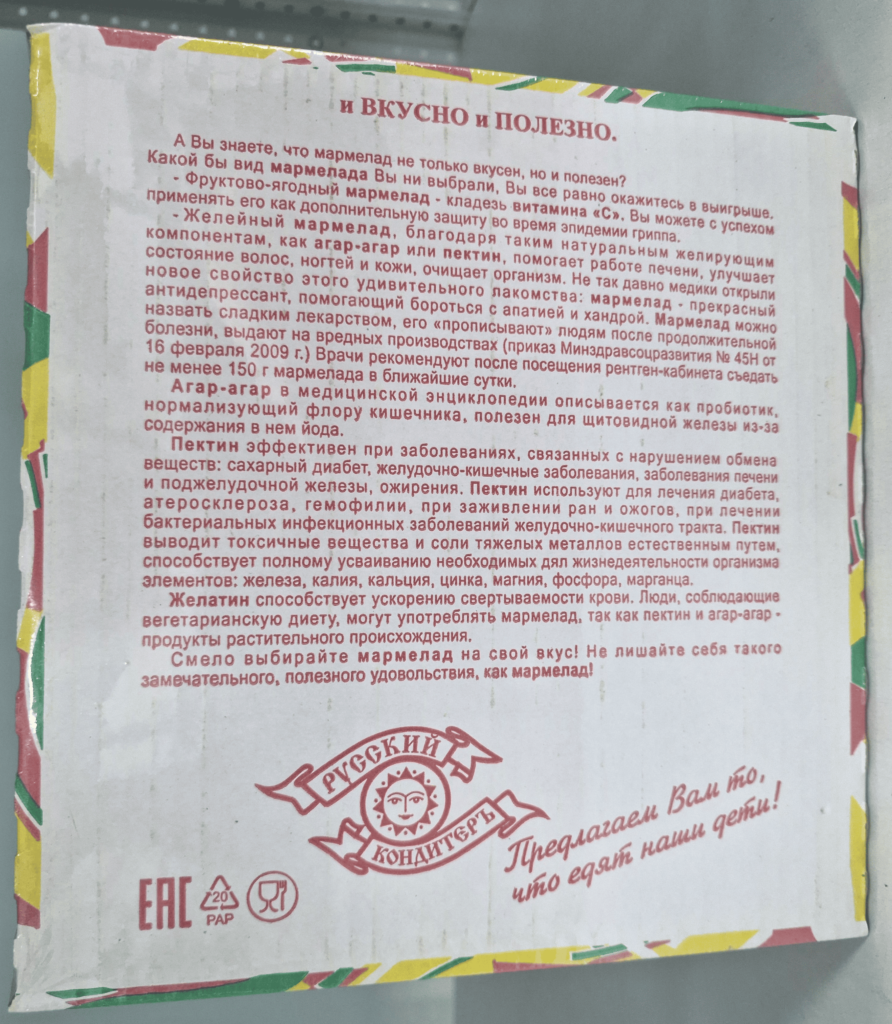 и ВКУСНО и ПОЛЕЗНО.
А Вы знаете, что мармелад не только вкусен, но и полезен?
Какой бы вид мармелада Вы ни выбрали, Вы все равно окажитесь в выигрыше.
- Фруктово-ягодный мармелад - кладезь витамина «С». Вы можете с успехом
применять его как дополнительную защиту во время эпидемии гриппа.
- Желейный мармелад, благодаря таким натуральным желирующим
компонентам, как агар-агар или пектин, помогает работе печени, улучшает
состояние волос, ногтей и кожи, очищает организм. Не так давно медики открыли
новое свойство этого удивительного лакомства: мармелад - прекрасный
антидепрессант, помогающий бороться с апатией и хандрой. Мармелад можно
назвать сладким лекарством, его «прописывают» людям после продолжительной
болезни, выдают на вредных производствах (приказ Минздравсоцразвития № 45Н от
16 февраля 2009 г.) Врачи рекомендуют после посещения рентген-кабинета съедать
не менее 150 г мармелада в ближайшие сутки.
Агар-агар в медицинской энциклопедии описывается как пробиотик,
нормализующий флору кишечника, полезен для щитовидной железы из-за
содержания в нем йода.
Пектин эффективен при заболеваниях, связанных с нарушением обмена
веществ: сахарный диабет, желудочно-кишечные заболевания, заболевания печени
и поджелудочной железы, ожирения. Пектин используют для лечения диабета,
атеросклероза, гемофилии, при заживлении ран и ожогов, при лечении
бактериальных инфекционных заболеваний желудочно-кишечного тракта. Пектин
выводит токсичные вещества и соли тяжелых металлов естественным путем,
способствует полному усваиванию необходимых дял жизнедеятельности организма
элементов: железа, калия, кальция, цинка, магния, фосфора, марганца.
Желатин способствует ускорению свертываемости крови. Люди, соблюдающие
вегетарианскую диету, могут употреблять мармелад, так как пектин и агар-агар -
продукты растительного происхождения.
Смело выбирайте мармелад на свой вкус! Не лишайте себя такого
замечательного, полезного удовольствия, как мармелад!
РУССКИЙ
КОНДИТЕРЪ
Предлагаем Вам то,
что едят наши дети!
EAC
20
PAP